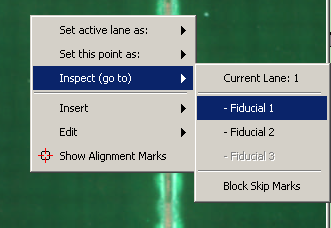 Set active lane as:
Set this point as:
Inspect (go to)
Insert
Edit
Show Alignment Marks
Current Lane: 1
- Fiducial 1
- Fiducial 2
- Fiducial 3
Block Skip Marks